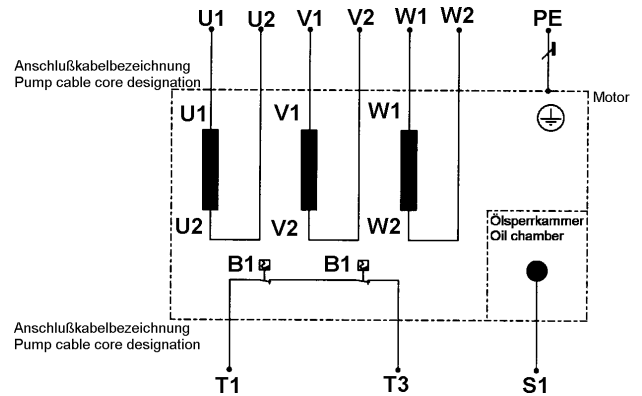 U1 U2 V1 V2 W1 W2 PE
Anschlußkabelbezeichnung
Pump cable core designation
Motor
U1 V1 W1
U2 V2 W2
Ölsperrkammer
Oil chamber
B1 B1
Anschlußkabelbezeichnung
Pump cable core designation
T1 T3 S1